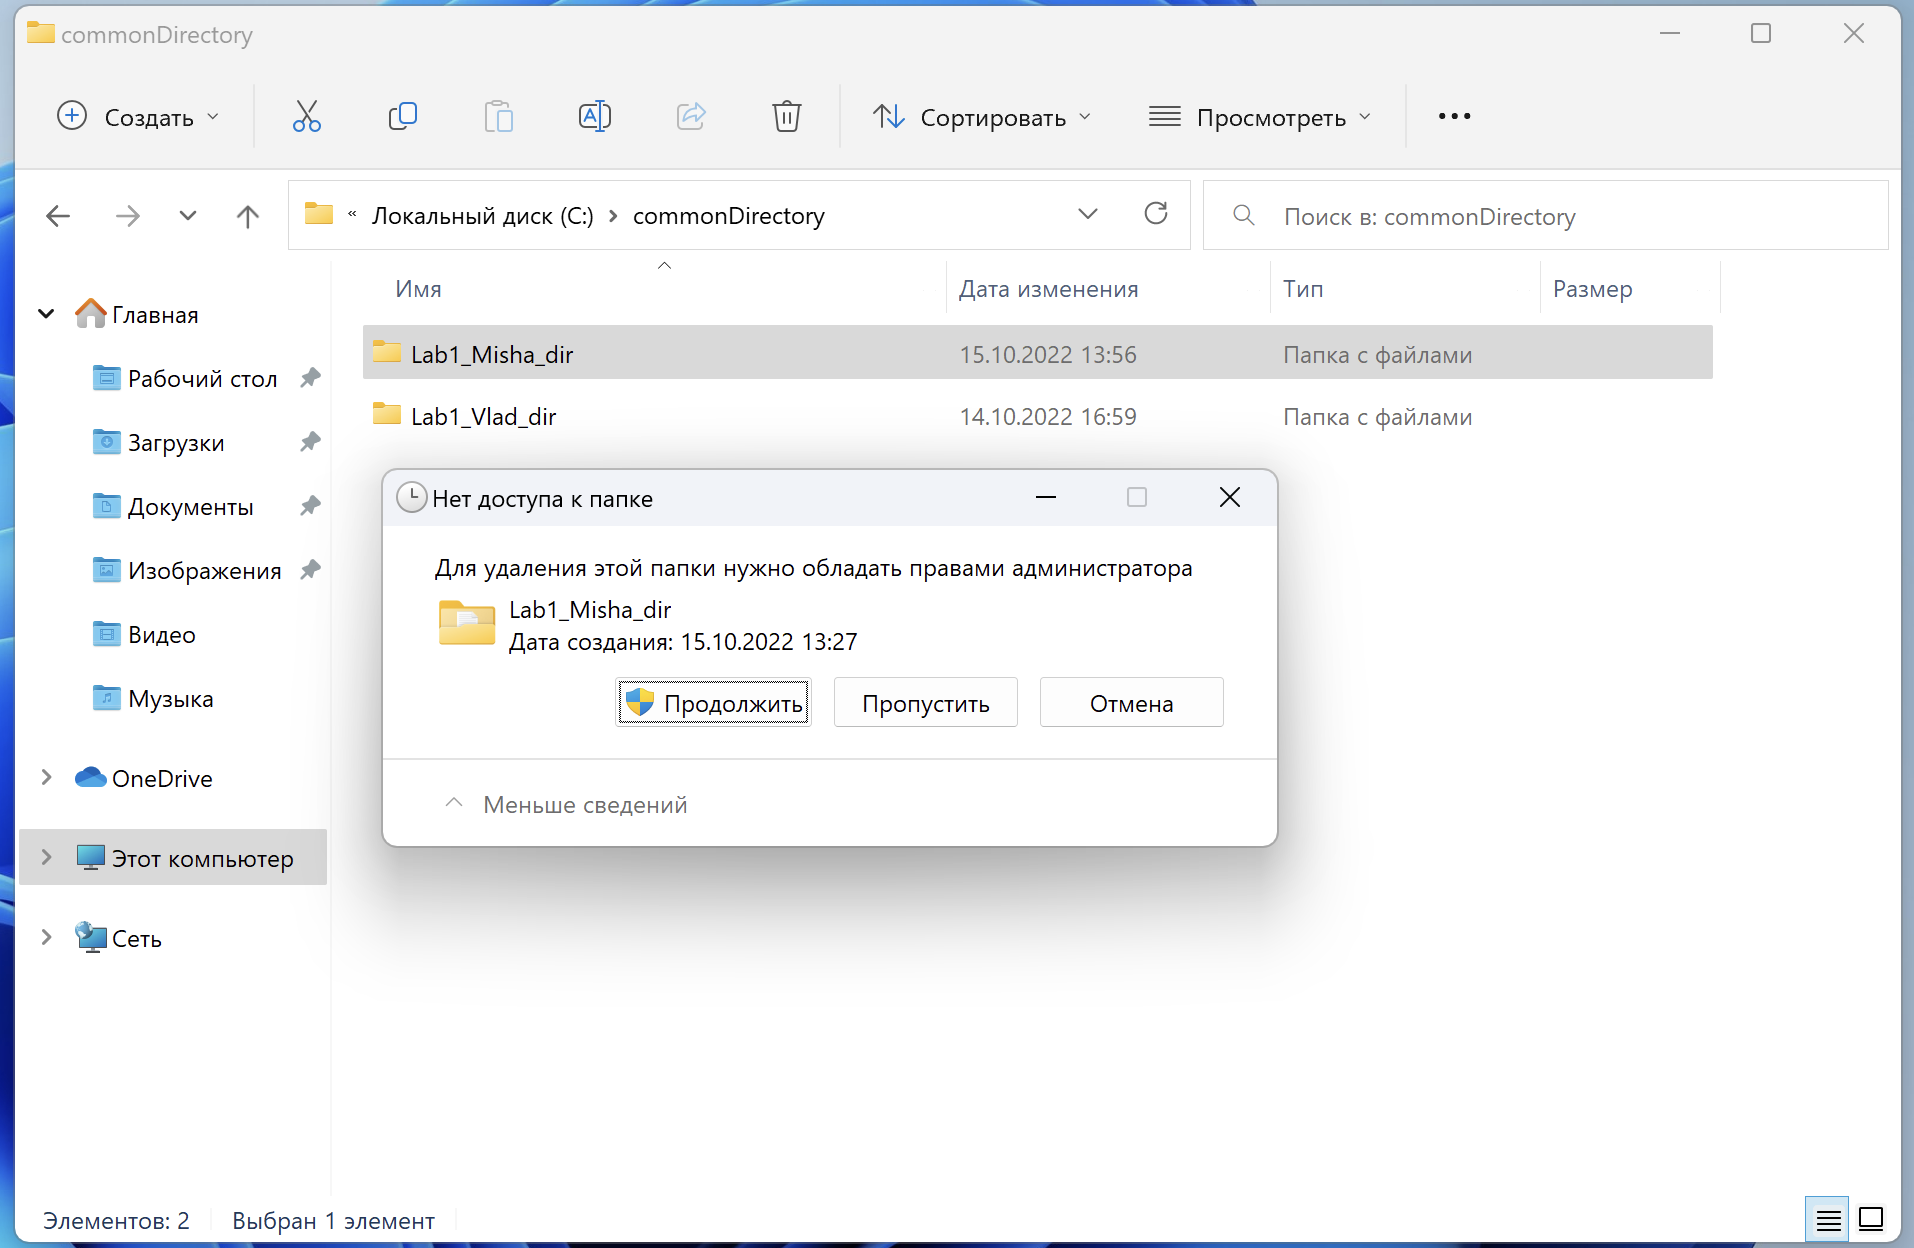 commonDirectory
Создать
Сортировать
Просмотреть
« Локальный диск (C:) › commonDirectory
Поиск в: commonDirectory
Имя Дата изменения Тип Размер
Главная
Рабочий стол
Загрузки
Документы
Изображения
Видео
Музыка
OneDrive
Этот компьютер
Сеть
Lab1_Misha_dir 15.10.2022 13:56 Папка с файлами
Lab1_Vlad_dir 14.10.2022 16:59 Папка с файлами
Нет доступа к папке
Для удаления этой папки нужно обладать правами администратора
Lab1_Misha_dir
Дата создания: 15.10.2022 13:27
Продолжить Пропустить Отмена
Меньше сведений
Элементов: 2 Выбран 1 элемент